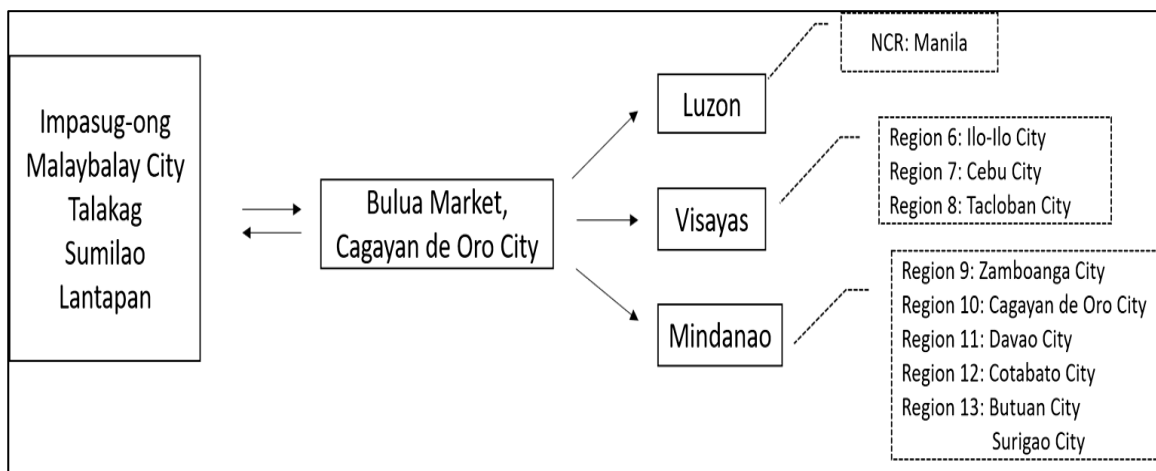 Impasug-ong
Malaybalay City
Talakag
Sumilao
Lantapan
Bulua Market,
Cagayan de Oro City
Luzon
Visayas
Mindanao
NCR: Manila
Region 6: Ilo-Ilo City
Region 7: Cebu City
Region 8: Tacloban City
Region 9: Zamboanga City
Region 10: Cagayan de Oro City
Region 11: Davao City
Region 12: Cotabato City
Region 13: Butuan City
Surigao City